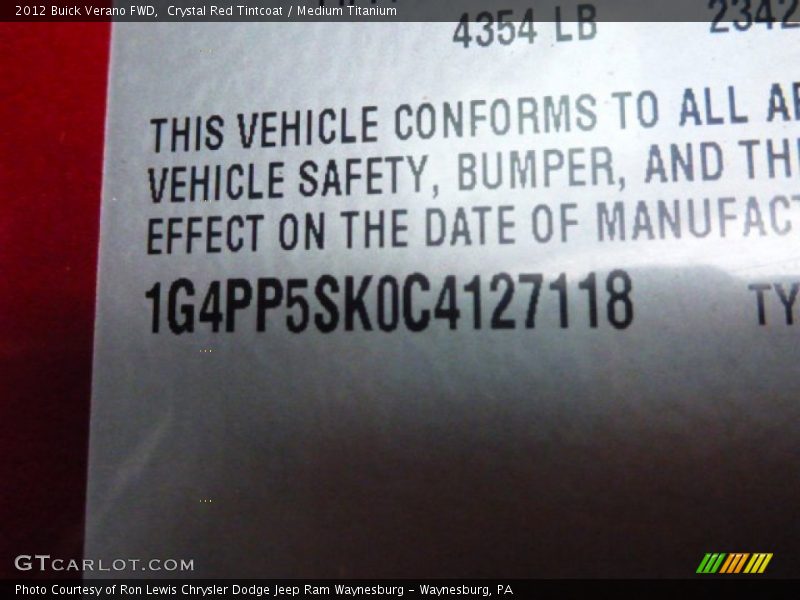 2012 Buick Verano FWD,  Crystal Red Tintcoat / Medium Titanium
4354 LB
THIS VEHICLE CONFORMS TO ALL
VEHICLE SAFETY, BUMPER, AND
EFFECT ON THE DATE OF
1G4PP5SK0C4127118
GTCARLOT.COM
Photo Courtesy of Ron Lewis Chrysler Dodge Jeep Ram Waynesburg - Waynesburg, PA